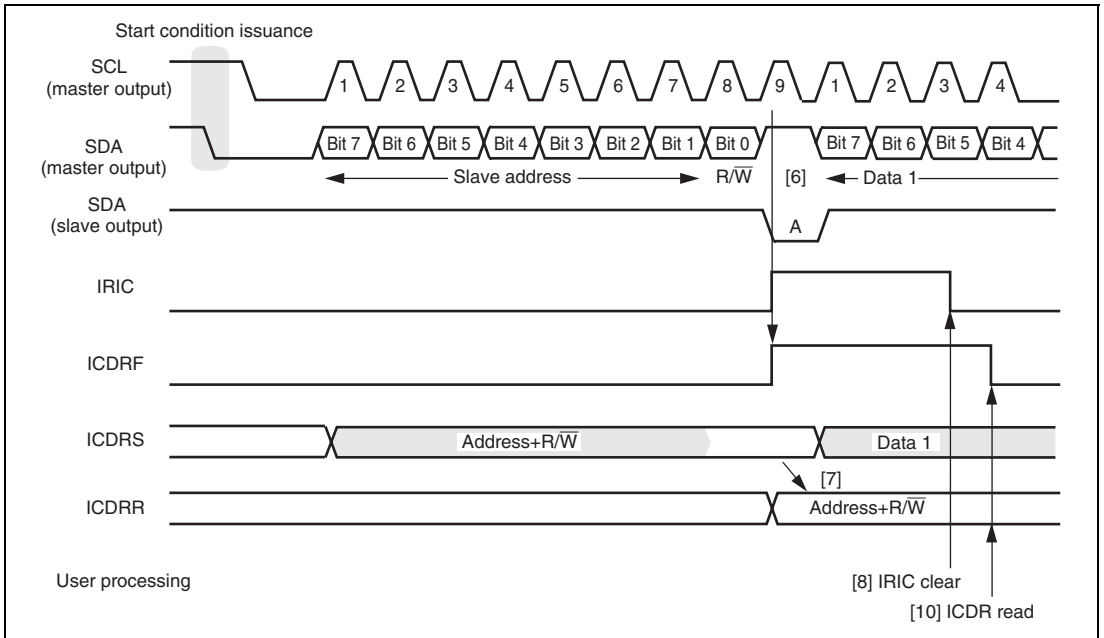 Start condition issuance
SCL
(master output)
1 2 3 4 5 6 7 8 9 1 2 3 4
SDA
(master output)
Bit 7 Bit 6 Bit 5 Bit 4 Bit 3 Bit 2 Bit 1 Bit 0 Bit 7 Bit 6 Bit 5 Bit 4
Slave address R/W̅ [6] Data 1
SDA
(slave output)
A
IRIC
ICDRF
ICDRS
Address+R/W̅ Data 1
[7]
ICDRR
Address+R/W̅
User processing
[8] IRIC clear
[10] ICDR read